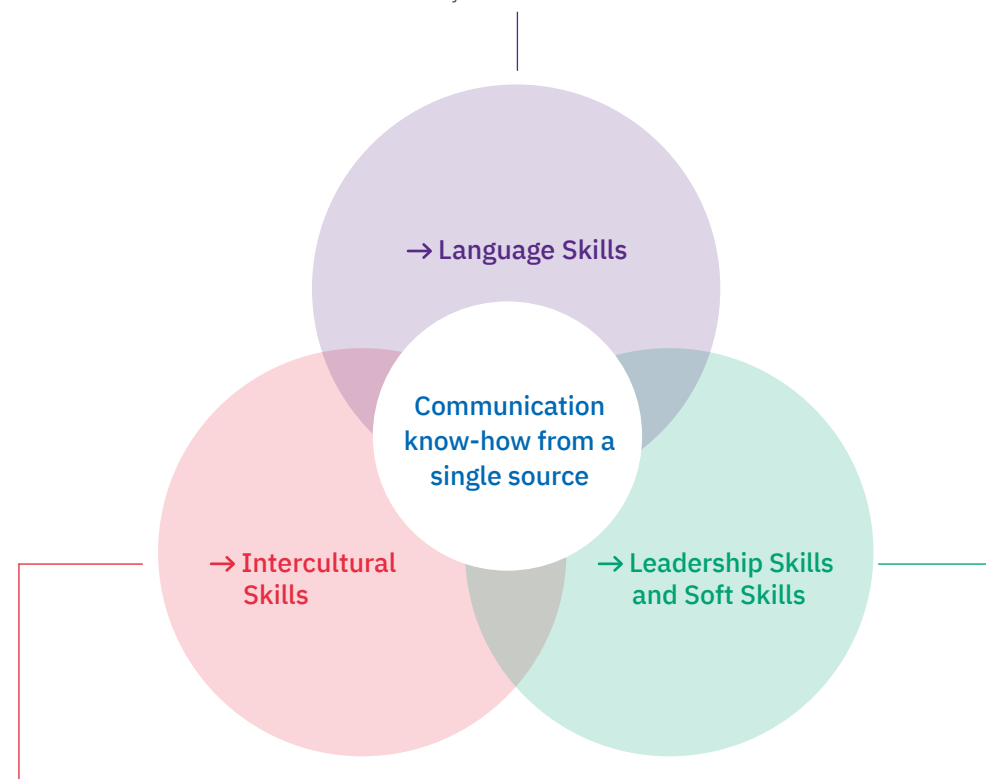 → Language Skills
Communication
know-how from a
single source
→ Intercultural
Skills
→ Leadership Skills
and Soft Skills